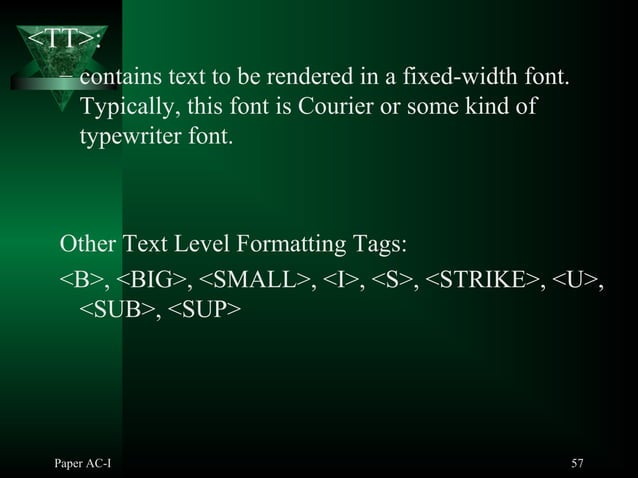 <TT>:
– contains text to be rendered in a fixed-width font.
Typically, this font is Courier or some kind of
typewriter font.
Other Text Level Formatting Tags:
<B>, <BIG>, <SMALL>, <I>, <S>, <STRIKE>, <U>,
<SUB>, <SUP>
Paper AC-I 57